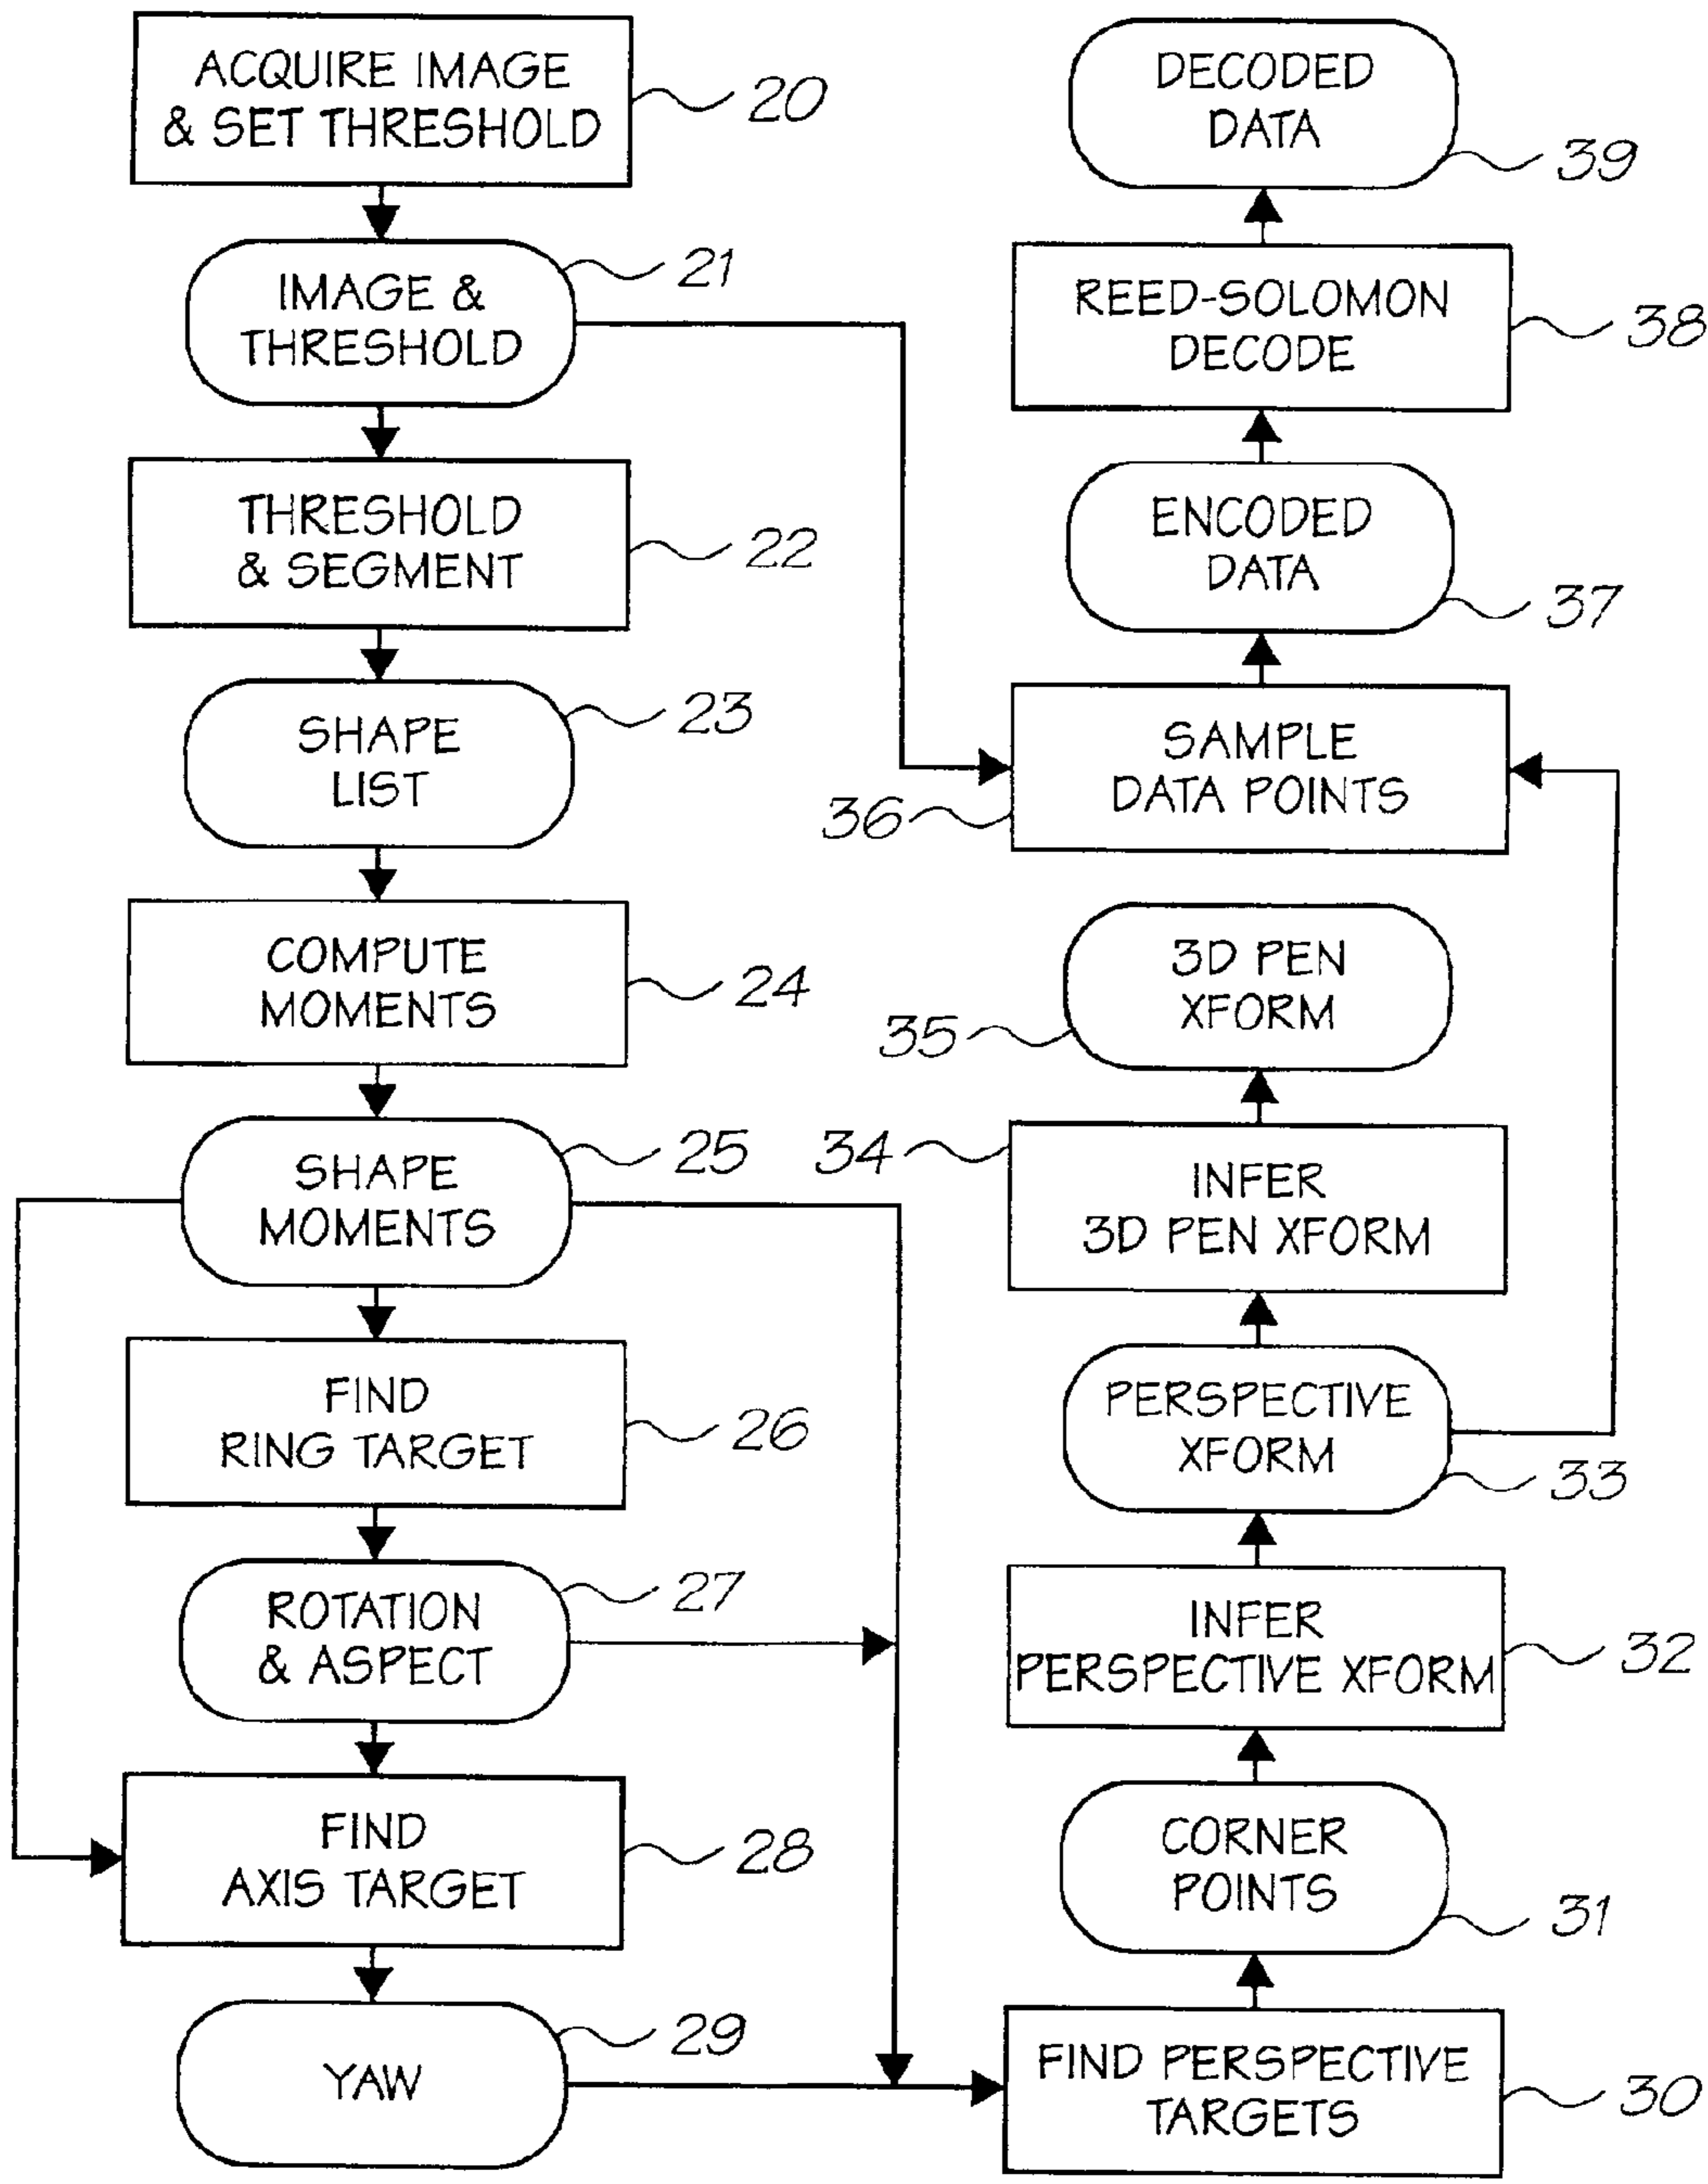 ACQUIRE IMAGE
& SET THRESHOLD
20
IMAGE &
THRESHOLD
21
THRESHOLD
& SEGMENT
22
SHAPE
LIST
23
COMPUTE
MOMENTS
24
SHAPE
MOMENTS
25
FIND
RING TARGET
26
ROTATION
& ASPECT
27
FIND
AXIS TARGET
28
YAW
29
DECODED
DATA
39
REED-SOLOMON
DECODE
38
ENCODED
DATA
37
SAMPLE
DATA POINTS
36
3D PEN
XFORM
35
INFER
3D PEN XFORM
34
PERSPECTIVE
XFORM
33
INFER
PERSPECTIVE XFORM
32
CORNER
POINTS
31
FIND PERSPECTIVE
TARGETS
30